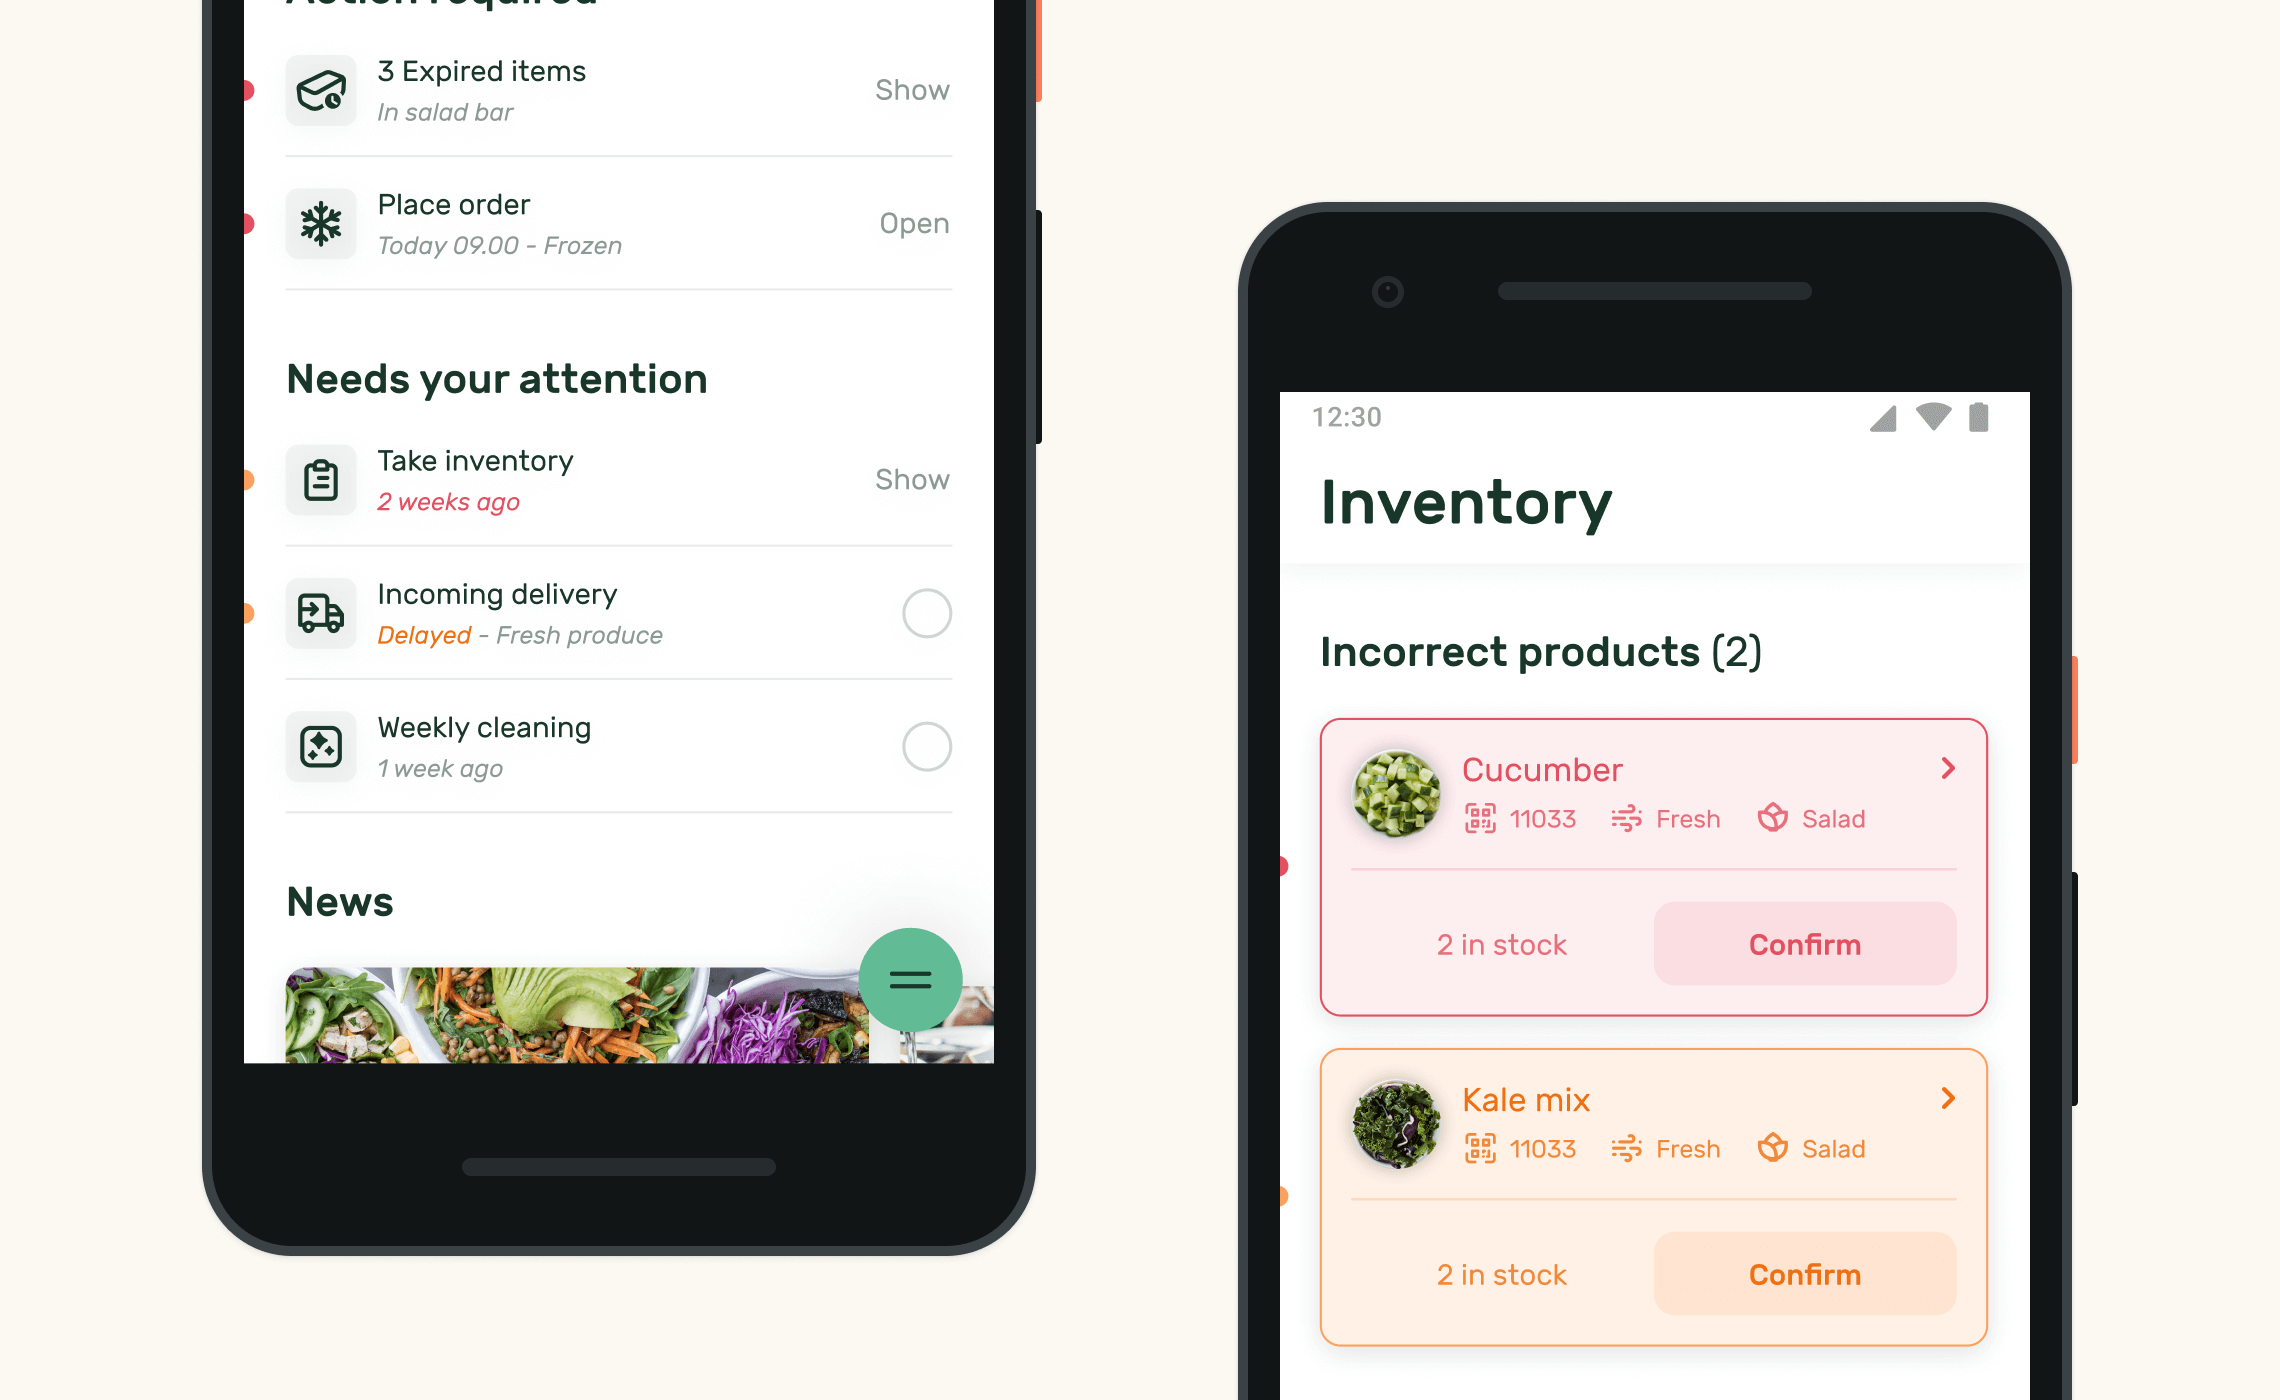 Action required
3 Expired items
In salad bar
Show
Place order
Today 09.00 - Frozen
Open
Needs your attention
Take inventory
2 weeks ago
Show
Incoming delivery
Delayed - Fresh produce
Weekly cleaning
1 week ago
News
12:30
Inventory
Incorrect products (2)
Cucumber
11033 Fresh Salad
2 in stock
Confirm
Kale mix
11033 Fresh Salad
2 in stock
Confirm